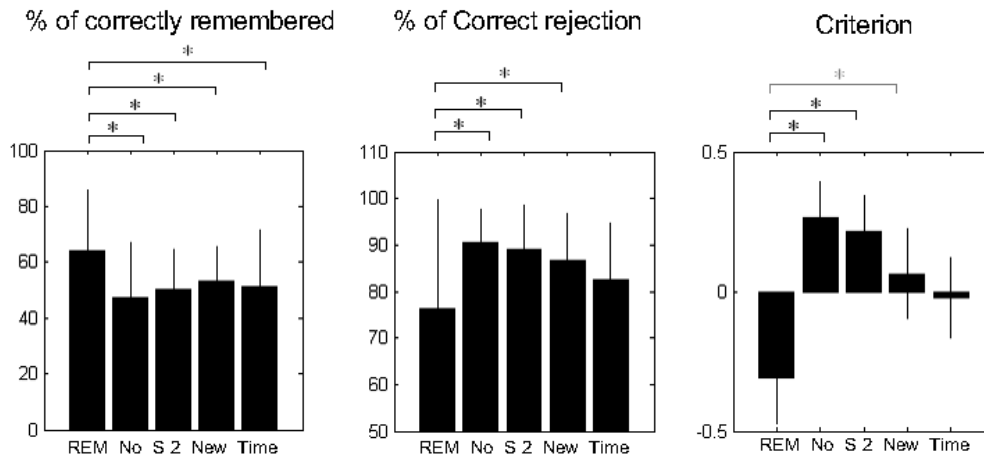 % of correctly remembered
* * * *
100
80
60
40
20
0
REM No S 2 New Time
% of Correct rejection
* * *
110
100
90
80
70
60
50
REM No S 2 New Time
Criterion
* * *
0.5
0
-0.5
REM No S 2 New Time